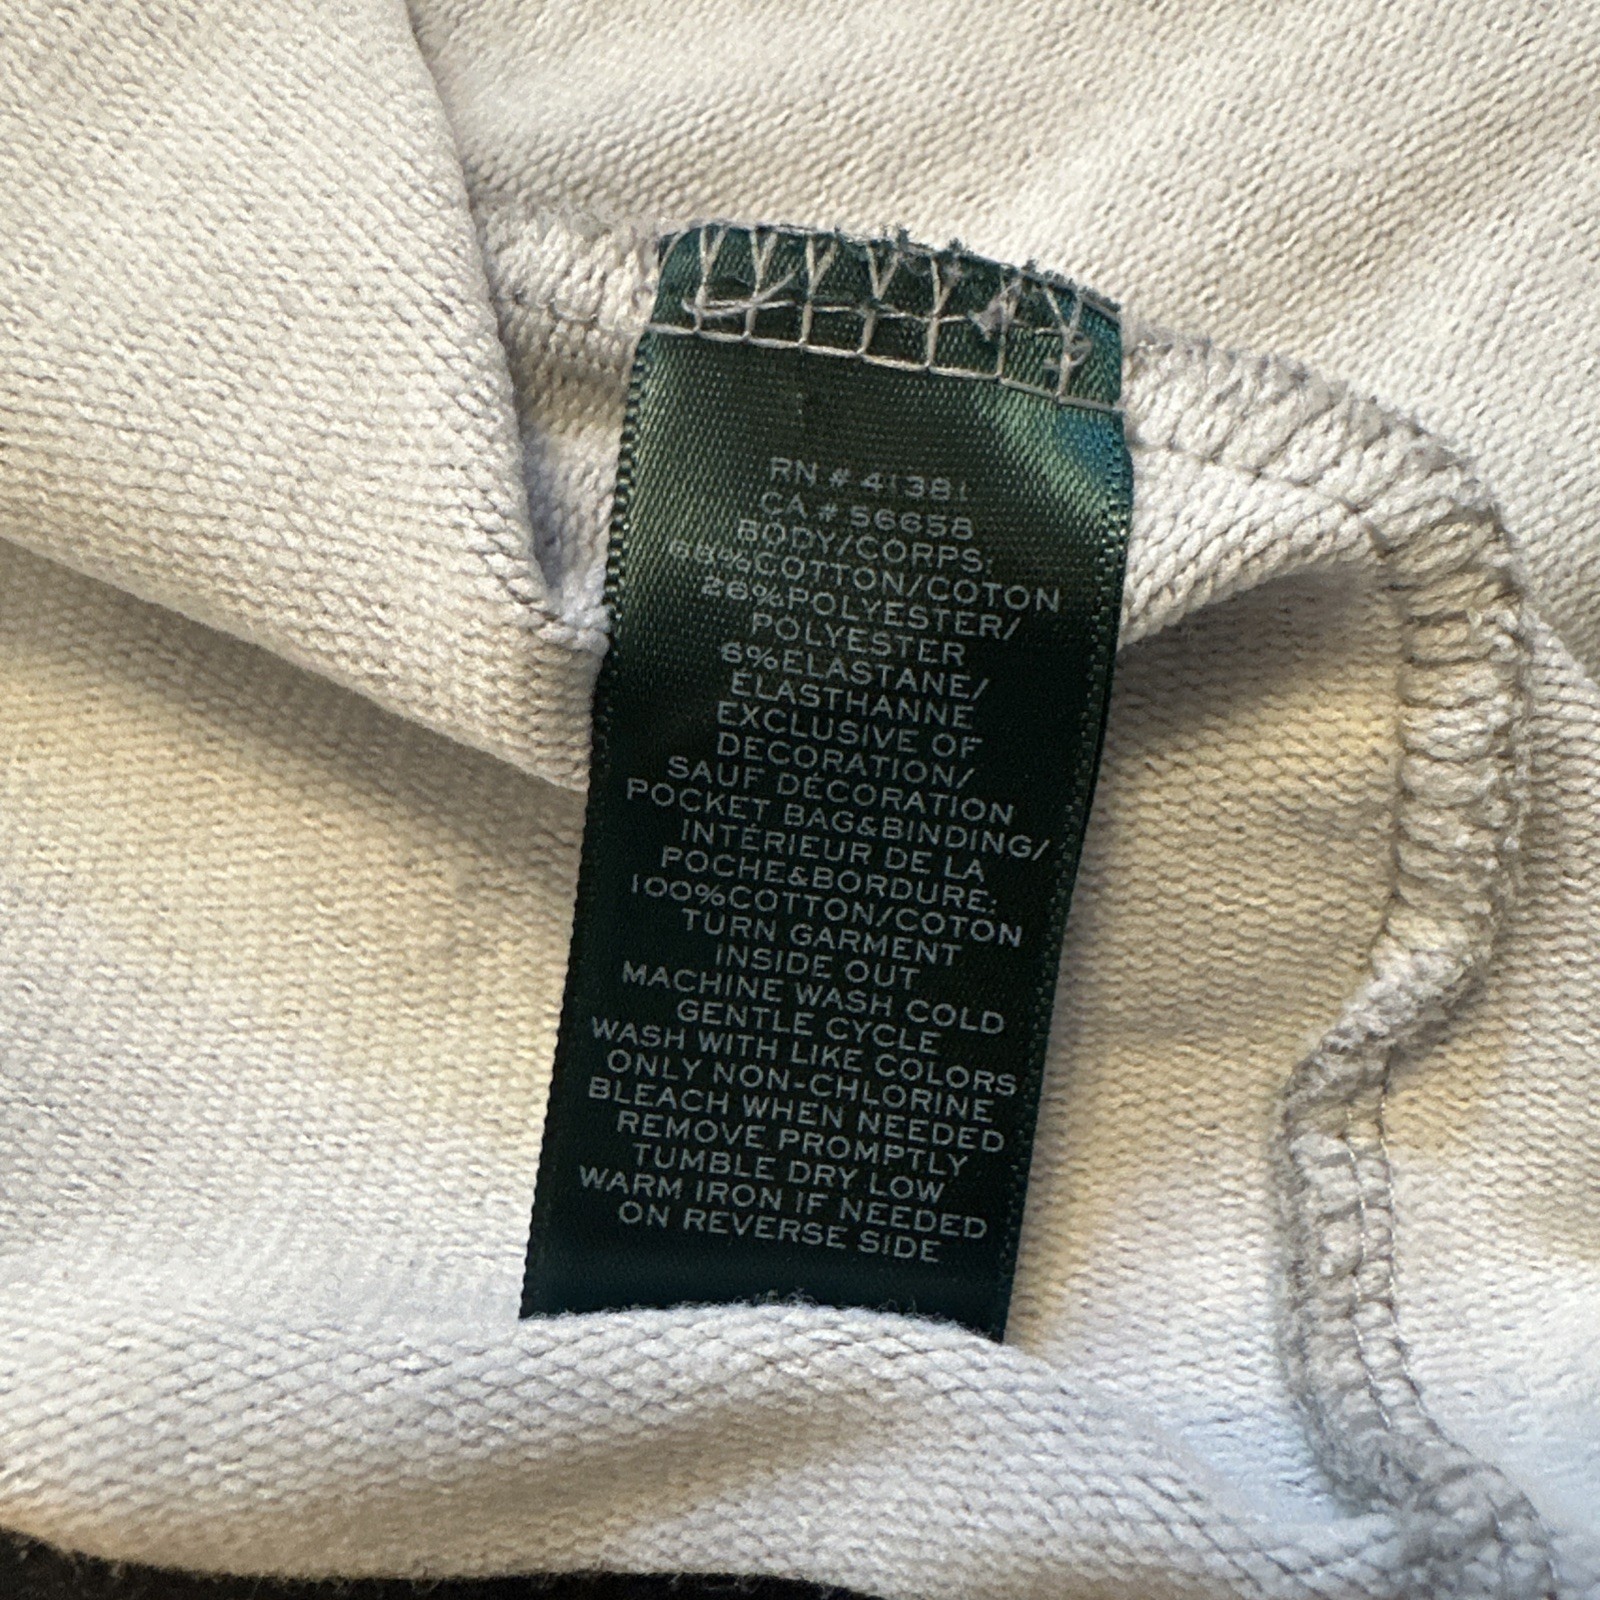 RN # 41381
CA # 56658
BODY/CORPS:
68%COTTON/COTON
26%POLYESTER/
POLYESTER
6%ELASTANE/
ÉLASTHANNE
EXCLUSIVE OF
DECORATION/
SAUF DÉCORATION
POCKET BAG&BINDING/
INTÉRIEUR DE LA
POCHE&BORDURE:
100%COTTON/COTON
TURN GARMENT
INSIDE OUT
MACHINE WASH COLD
GENTLE CYCLE
WASH WITH LIKE COLORS
ONLY NON-CHLORINE
BLEACH WHEN NEEDED
REMOVE PROMPTLY
TUMBLE DRY LOW
WARM IRON IF NEEDED
ON REVERSE SIDE